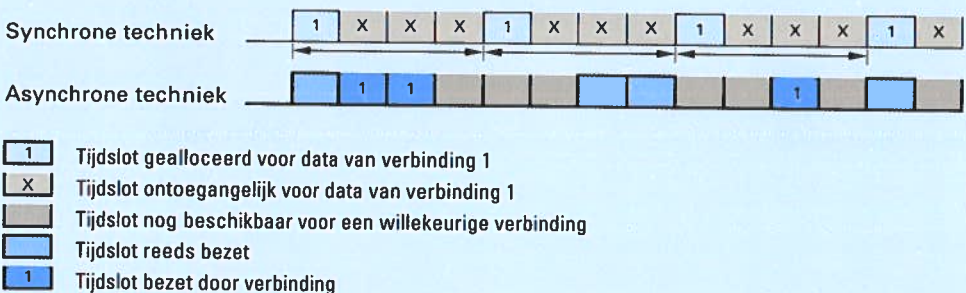 Synchrone techniek 1 X X X 1 X X X 1 X X X 1 X
Asynchrone techniek 1 1 1
1 Tijdslot gealloceerd voor data van verbinding 1
X Tijdslot ontoegangelijk voor data van verbinding 1
Tijdslot nog beschikbaar voor een willekeurige verbinding
Tijdslot reeds bezet
1 Tijdslot bezet door verbinding